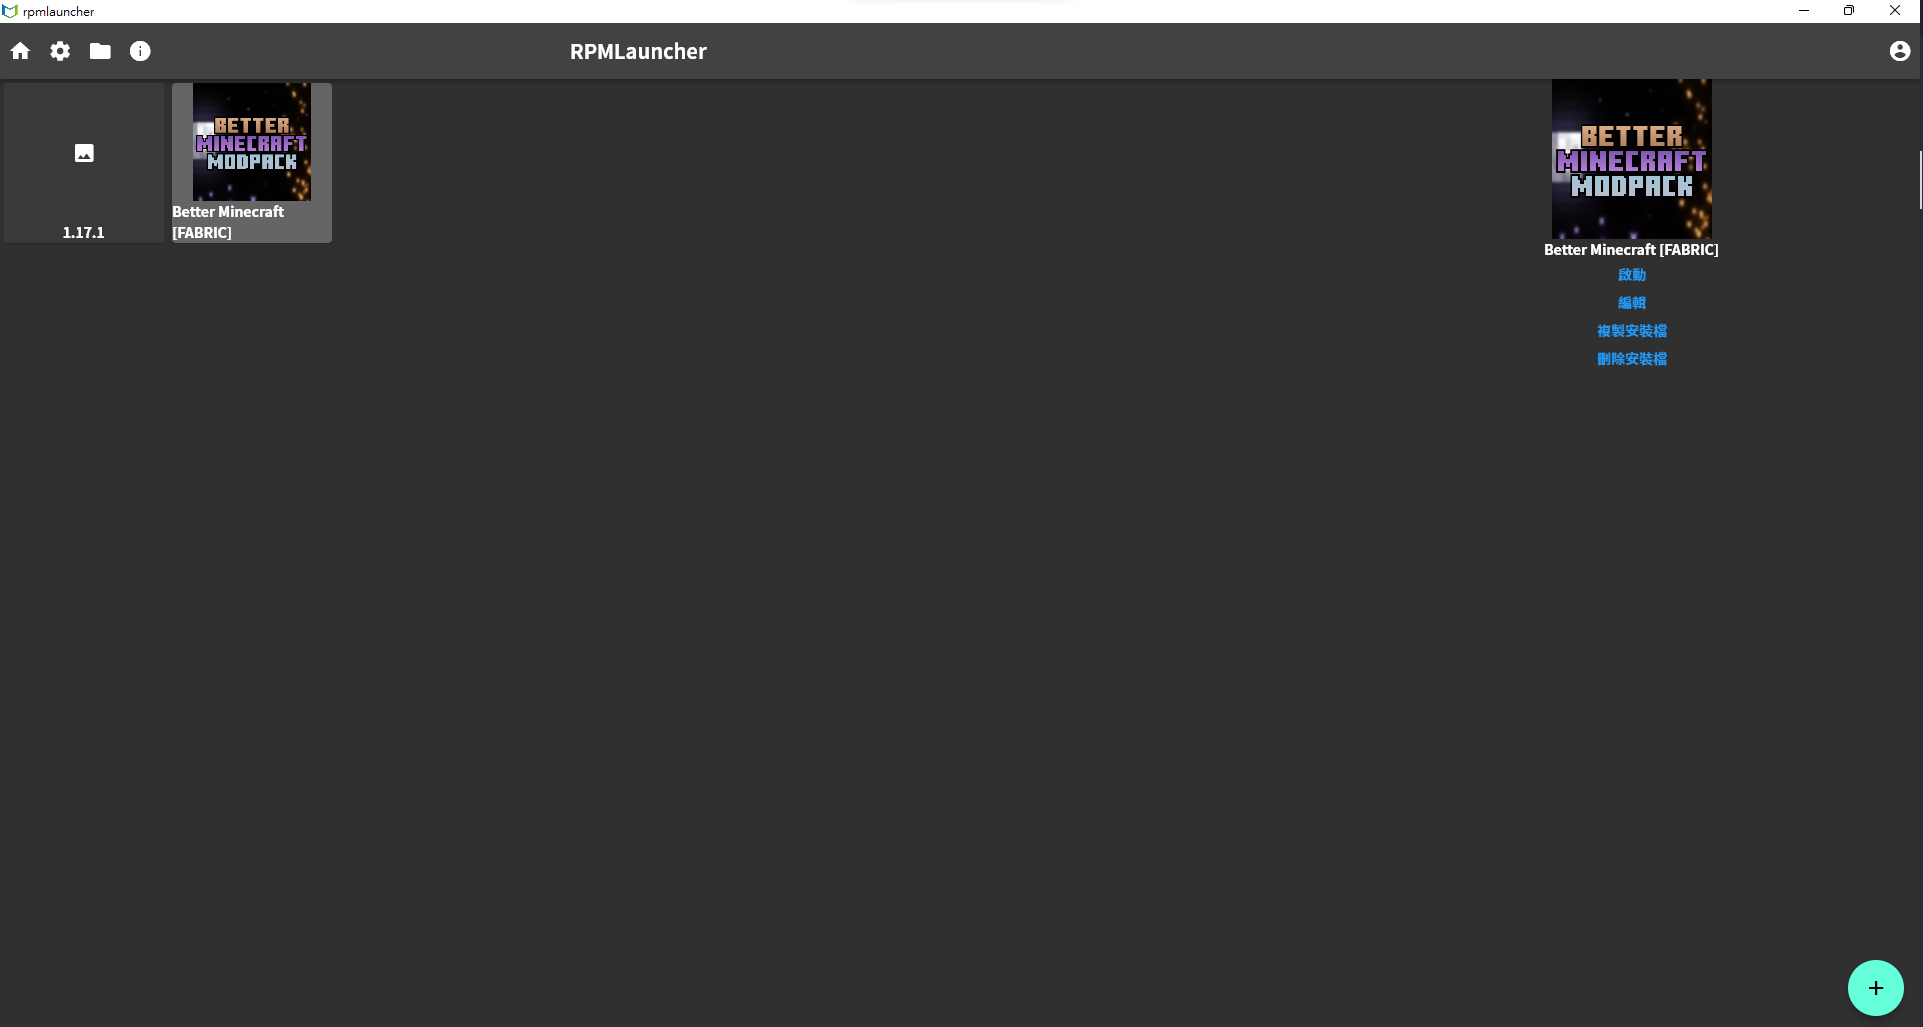 rpmlauncher
RPMLauncher
1.17.1
BETTER
MINECRAFT
MODPACK
Better Minecraft
[FABRIC]
BETTER
MINECRAFT
MODPACK
Better Minecraft [FABRIC]
啟動
編輯
複製安裝檔
刪除安裝檔